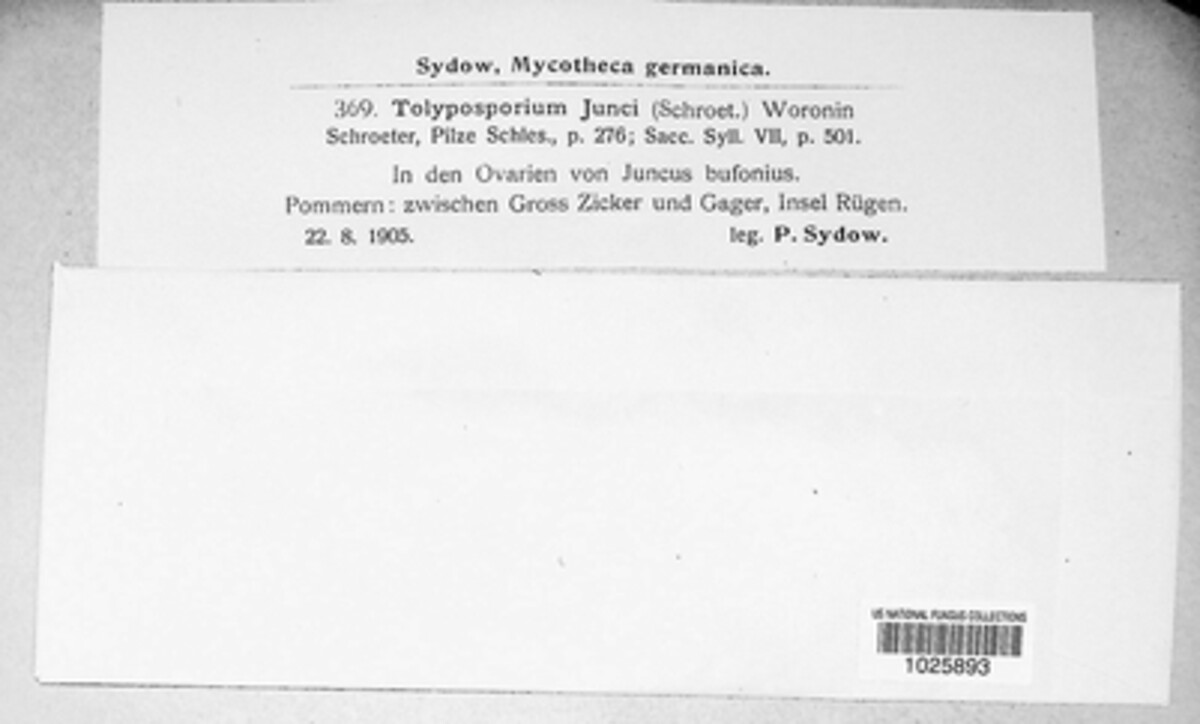 Sydow, Mycotheca germanica.
369. Tolyposporium Junci (Schroet.) Woronin
Schroeter, Pilze Schles., p. 276; Sacc. Syll. VII, p. 501.
In den Ovarien von Juncus bufonius.
Pommern: zwischen Gross Zicker und Gager, Insel Rügen.
22. 8. 1905. leg. P. Sydow.
US NATIONAL FUNGUS COLLECTIONS
1025893